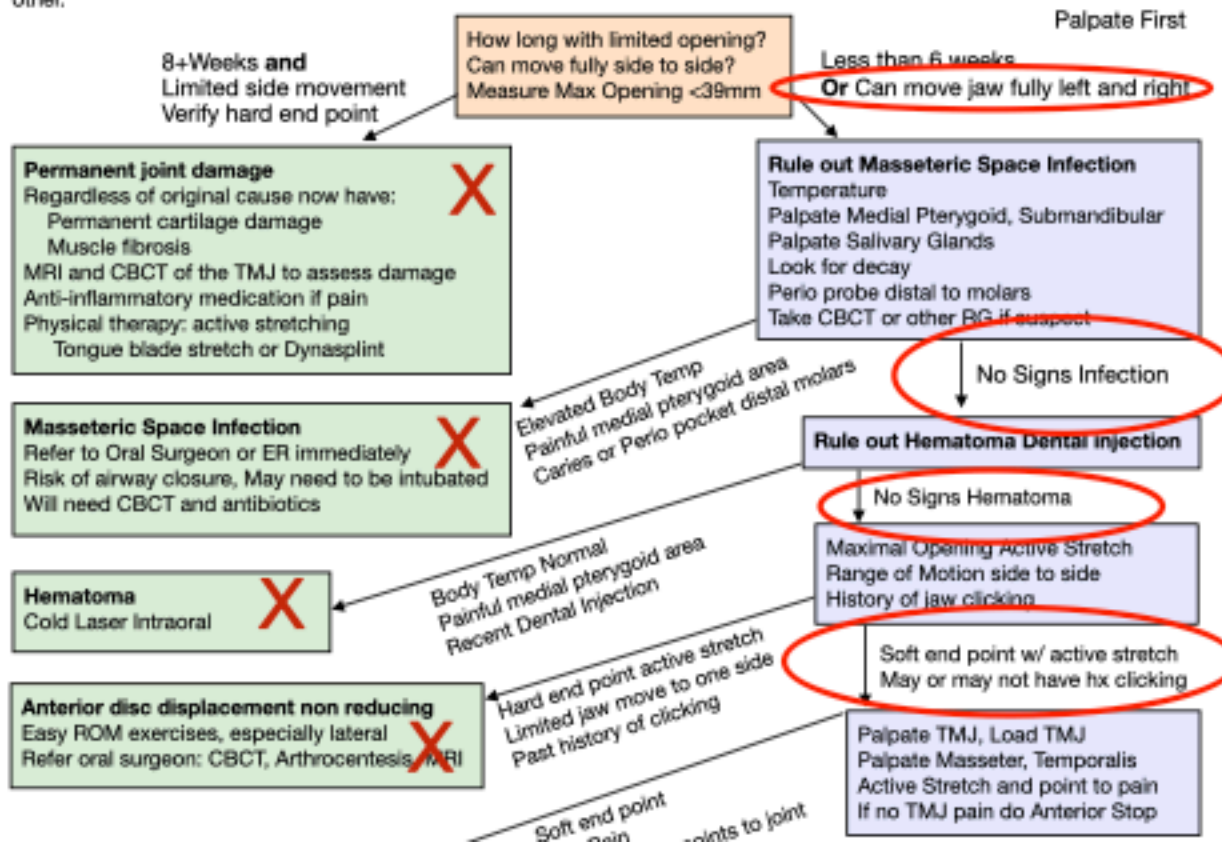 other.
Palpate First
8+Weeks and
Limited side movement
Verify hard end point
How long with limited opening?
Can move fully side to side?
Measure Max Opening <39mm
Less than 6 weeks
Or Can move jaw fully left and right
Permanent joint damage
Regardless of original cause now have:
Permanent cartilage damage
Muscle fibrosis
MRI and CBCT of the TMJ to assess damage
Anti-inflammatory medication if pain
Physical therapy: active stretching
Tongue blade stretch or Dynasplint
X
Rule out Masseteric Space Infection
Temperature
Palpate Medial Pterygoid, Submandibular
Palpate Salivary Glands
Look for decay
Perio probe distal to molars
Take CBCT or other RG if suspect
Elevated Body Temp
Painful medial pterygoid area
Caries or Perio pocket distal molars
No Signs Infection
Masseteric Space Infection
Refer to Oral Surgeon or ER immediately
Risk of airway closure, May need to be intubated
Will need CBCT and antibiotics
X
Rule out Hematoma Dental injection
No Signs Hematoma
Body Temp Normal
Painful medial pterygoid area
Recent Dental Injection
Hematoma
Cold Laser Intraoral
X
Maximal Opening Active Stretch
Range of Motion side to side
History of jaw clicking
Hard end point active stretch
Limited jaw move to one side
Past history of clicking
Soft end point w/ active stretch
May or may not have hx clicking
Anterior disc displacement non reducing
Easy ROM exercises, especially lateral
Refer oral surgeon: CBCT, Arthrocentesis, MRI
X
Palpate TMJ, Load TMJ
Palpate Masseter, Temporalis
Active Stretch and point to pain
If no TMJ pain do Anterior Stop
Soft end point
points to joint